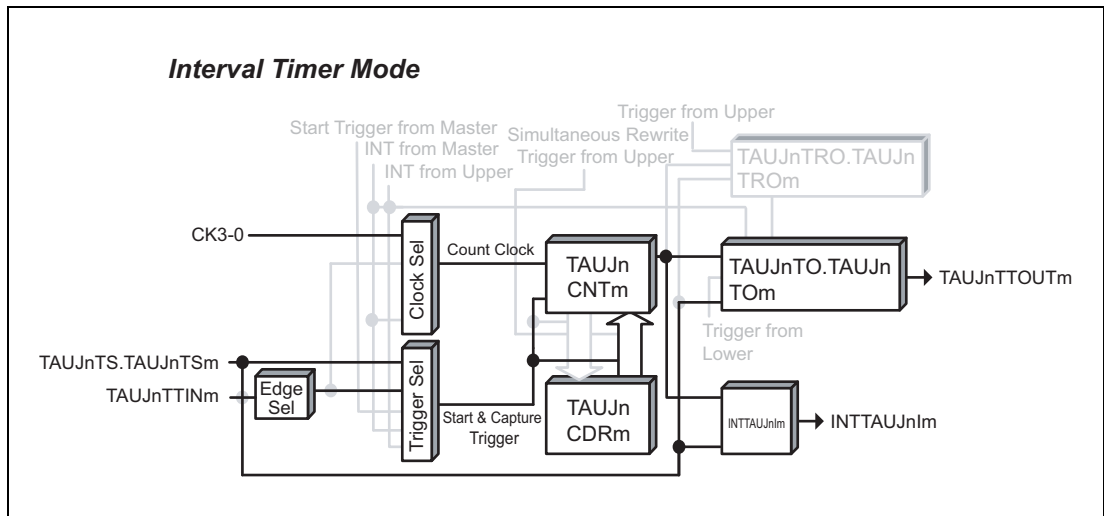 Interval Timer Mode
Trigger from Upper
Start Trigger from Master
Simultaneous Rewrite
INT from Master
Trigger from Upper
INT from Upper
TAUJnTRO.TAUJn
TROm
CK3-0
Clock Sel
Count Clock
TAUJn
CNTm
TAUJnTO.TAUJn
TOm
TAUJnTTOUTm
Trigger from
Lower
TAUJnTS.TAUJnTSm
TAUJnTTINm
Edge
Sel
Trigger Sel
Start & Capture
Trigger
TAUJn
CDRm
INTTAUJnIm
INTTAUJnIm